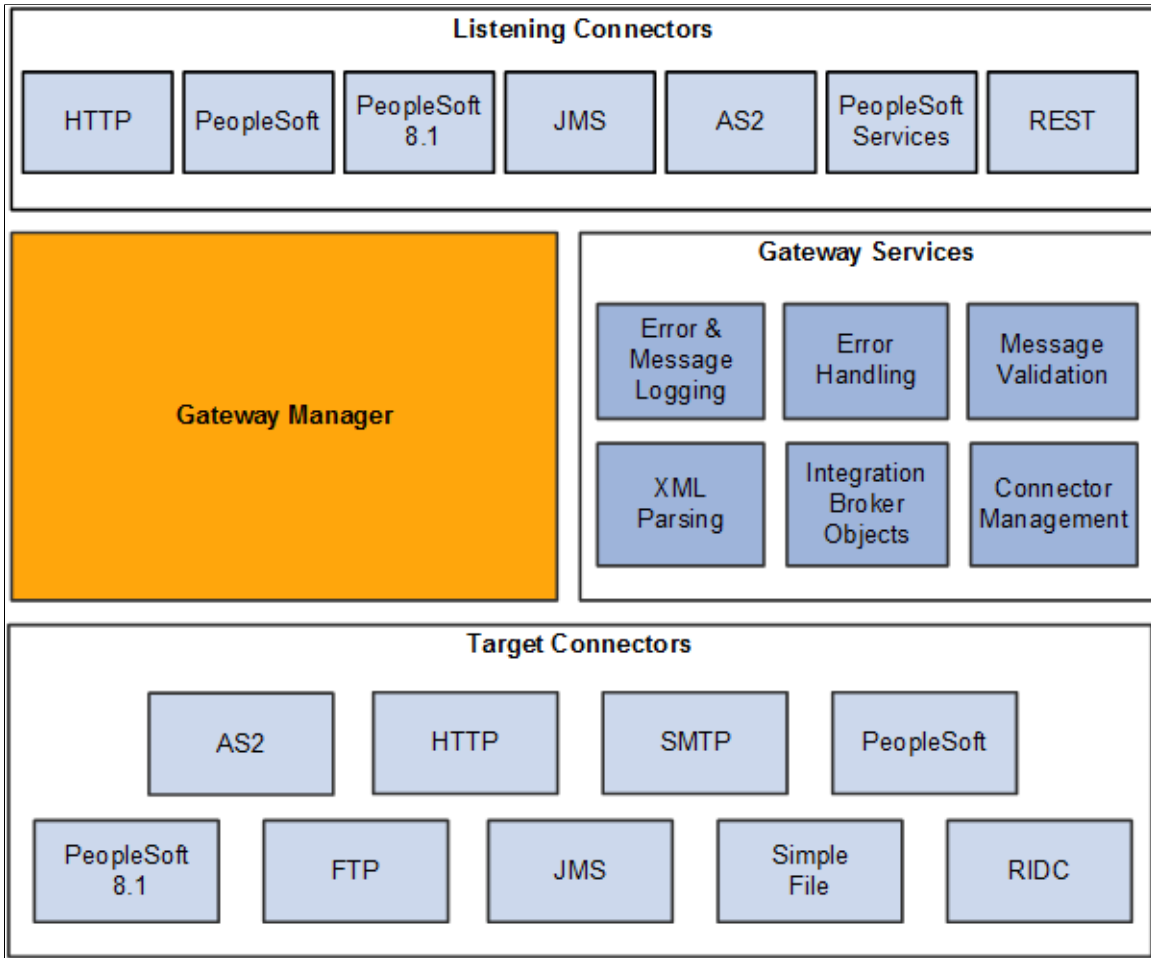 Listening Connectors
HTTP
PeopleSoft
PeopleSoft
8.1
JMS
AS2
PeopleSoft
Services
REST
Gateway Manager
Gateway Services
Error &
Message
Logging
Error
Handling
Message
Validation
XML
Parsing
Integration
Broker
Objects
Connector
Management
Target Connectors
AS2
HTTP
SMTP
PeopleSoft
PeopleSoft
8.1
FTP
JMS
Simple
File
RIDC